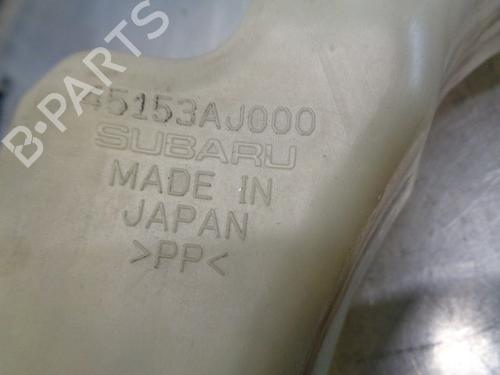 B-PARTS
45153AJ000
SUBARU
MADE IN
JAPAN
>PP<